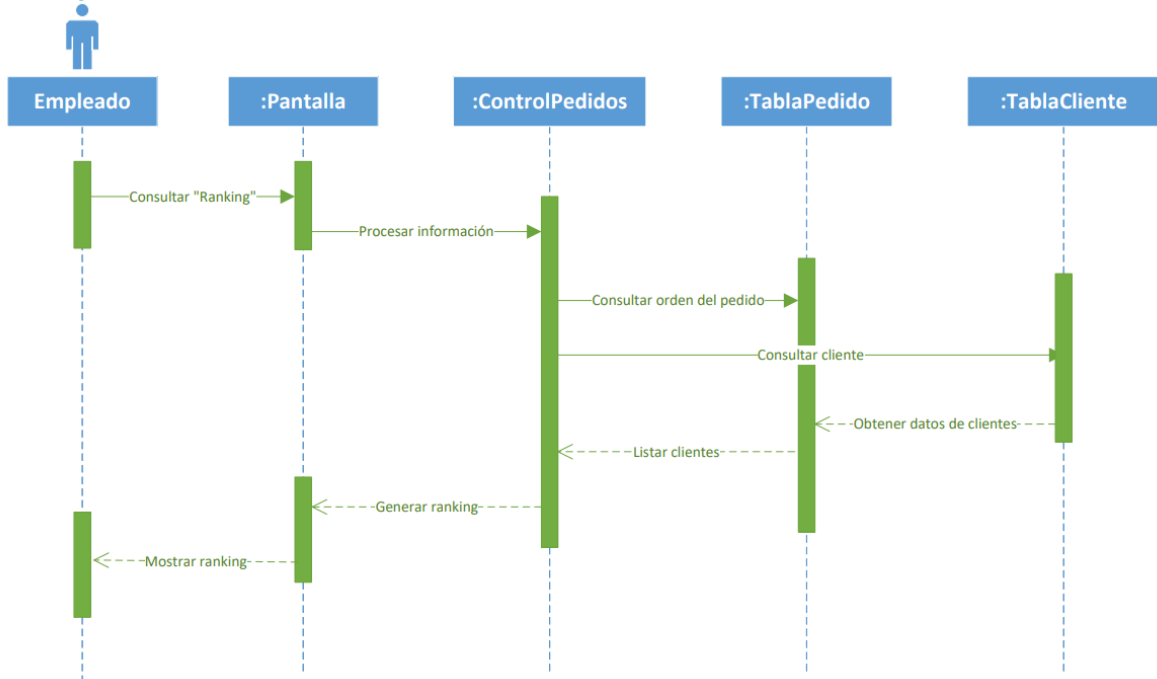 Empleado
:Pantalla
:ControlPedidos
:TablaPedido
:TablaCliente
Consultar "Ranking"
Procesar información
Consultar orden del pedido
Consultar cliente
Obtener datos de clientes
Listar clientes
Generar ranking
Mostrar ranking